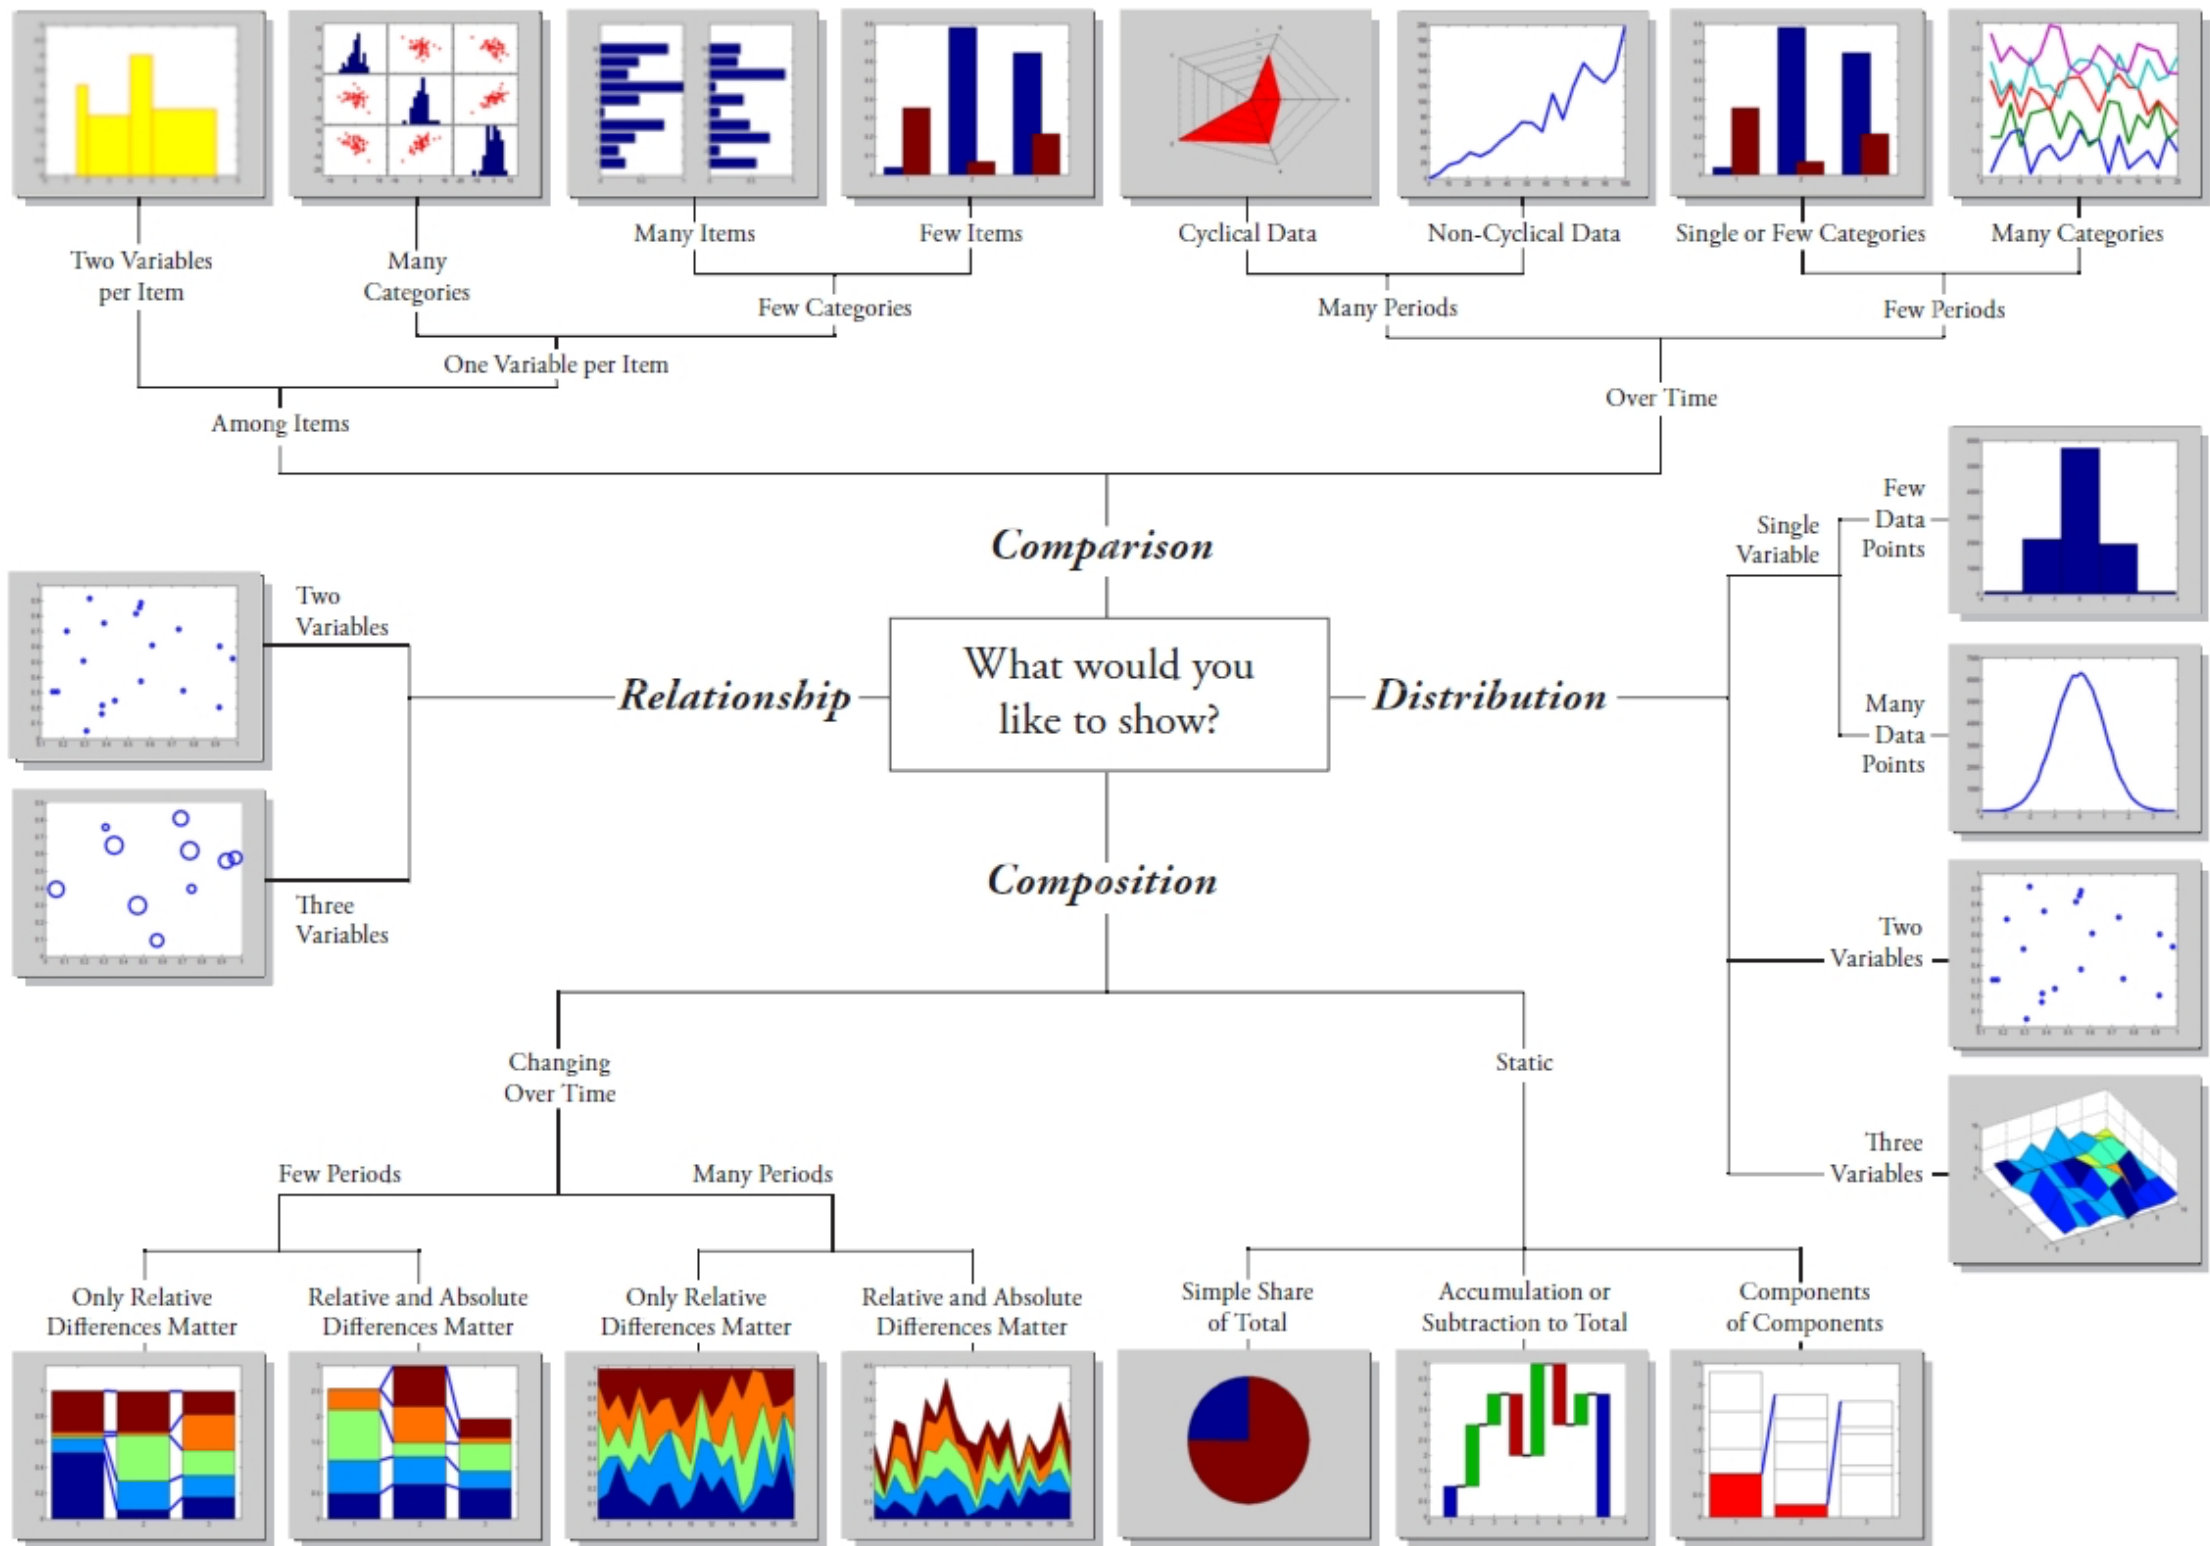 Two Variables
per Item
Many
Categories
Many Items
Few Items
Cyclical Data
Non-Cyclical Data
Single or Few Categories
Many Categories
Few Categories
Many Periods
Few Periods
One Variable per Item
Among Items
Over Time
Comparison
What would you
like to show?
Relationship
Two
Variables
Three
Variables
Distribution
Single
Variable
Few
Data
Points
Many
Data
Points
Two
Variables
Three
Variables
Composition
Changing
Over Time
Static
Few Periods
Many Periods
Only Relative
Differences Matter
Relative and Absolute
Differences Matter
Only Relative
Differences Matter
Relative and Absolute
Differences Matter
Simple Share
of Total
Accumulation or
Subtraction to Total
Components
of Components